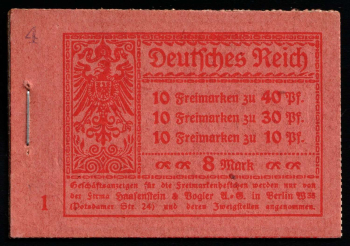 4
Deutsches Reich
10 Freimarken zu 40 Pf.
10 Freimarken zu 30 Pf.
10 Freimarken zu 10 Pf.
8 Mark
Geschäftsanzeigen für die Freimarkenheftchen werden nur von
der Firma Haasenstein & Vogler A.-G. in Berlin W 35
(Potsdamer Str. 24) und deren Zweigstellen angenommen.
1